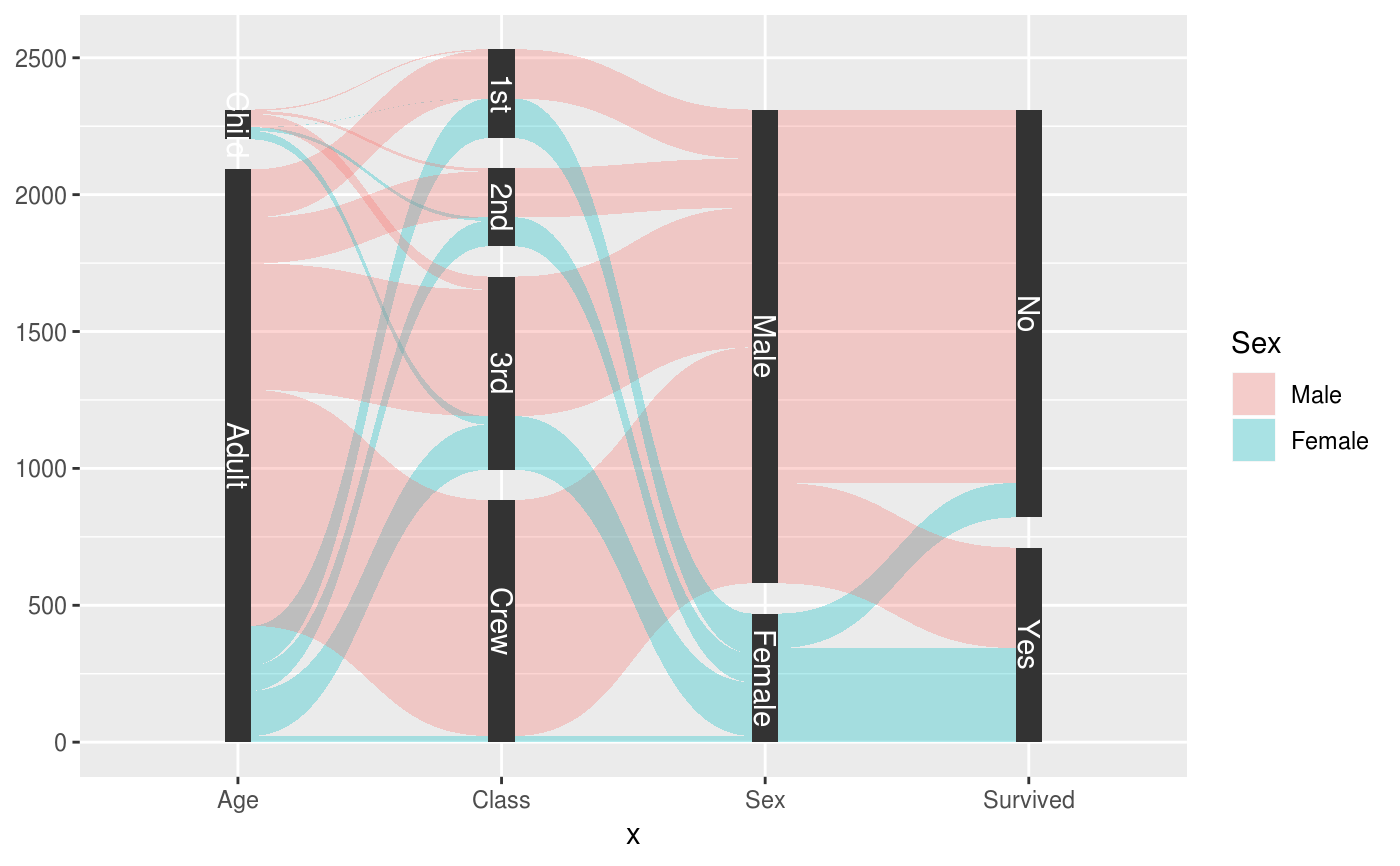 2500
2000
1500
1000
500
0
Child
Adult
1st
2nd
3rd
Crew
Male
Female
No
Yes
Age
Class
Sex
Survived
x
Sex
Male
Female